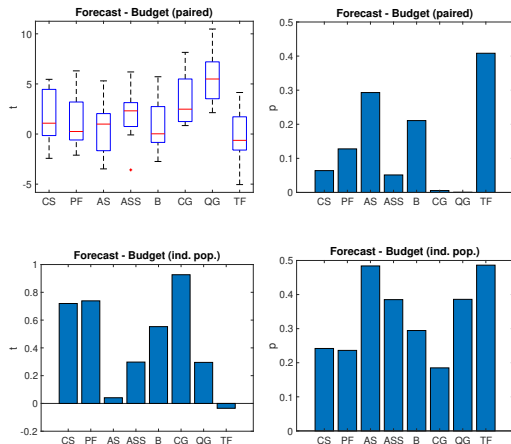 Forecast - Budget (paired)
10
5
0
-5
t
CS PF AS ASS B CG QG TF
Forecast - Budget (paired)
0.5
0.4
0.3
0.2
0.1
0
p
CS PF AS ASS B CG QG TF
Forecast - Budget (ind. pop.)
1
0.8
0.6
0.4
0.2
0
-0.2
t
CS PF AS ASS B CG QG TF
Forecast - Budget (ind. pop.)
0.5
0.4
0.3
0.2
0.1
0
p
CS PF AS ASS B CG QG TF